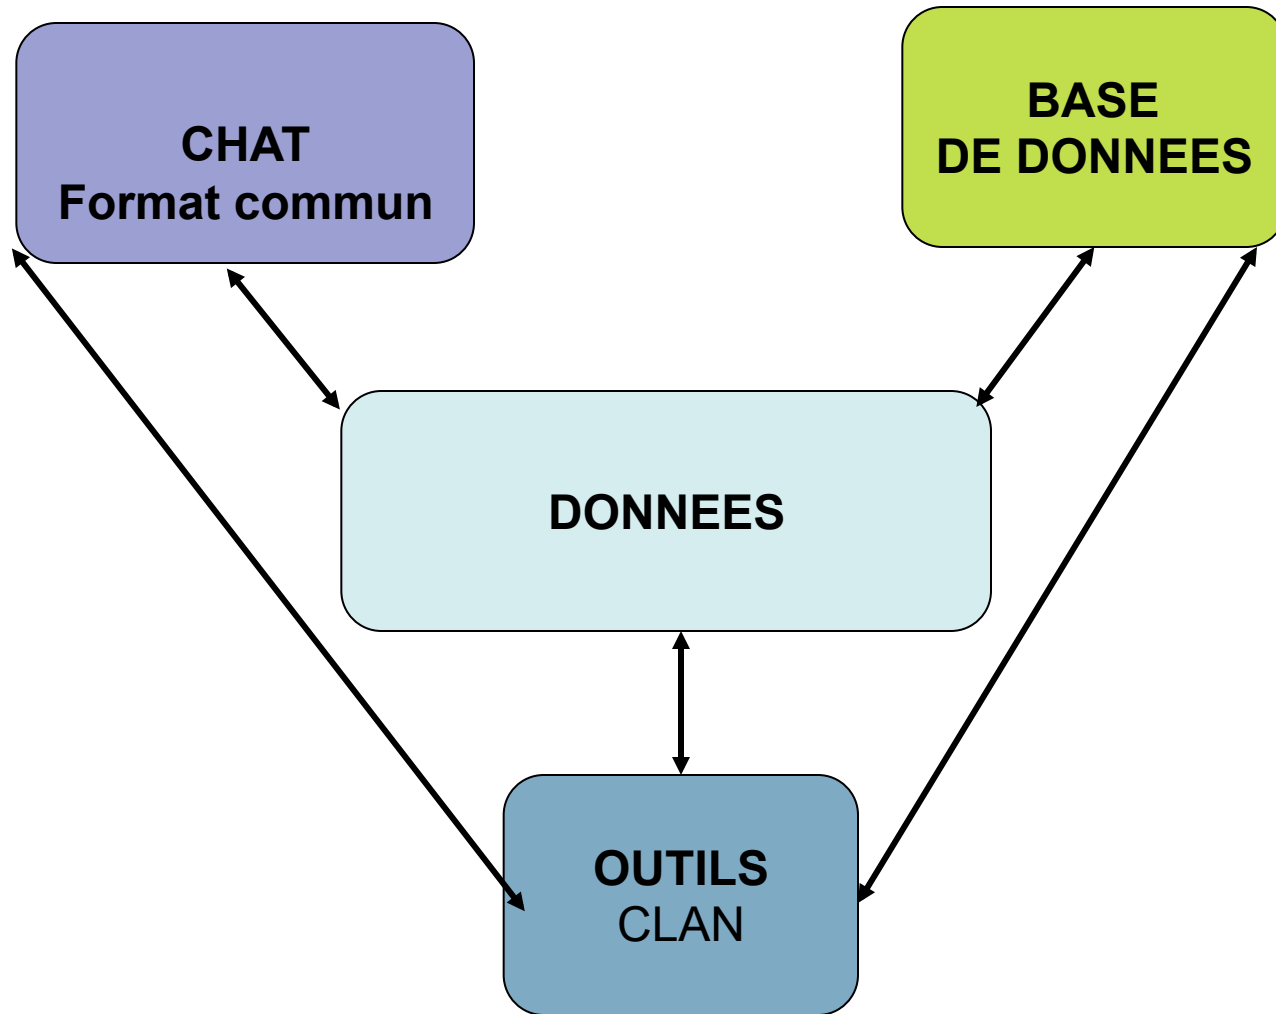 CHAT
Format commun
BASE
DE DONNEES
DONNEES
OUTILS
CLAN